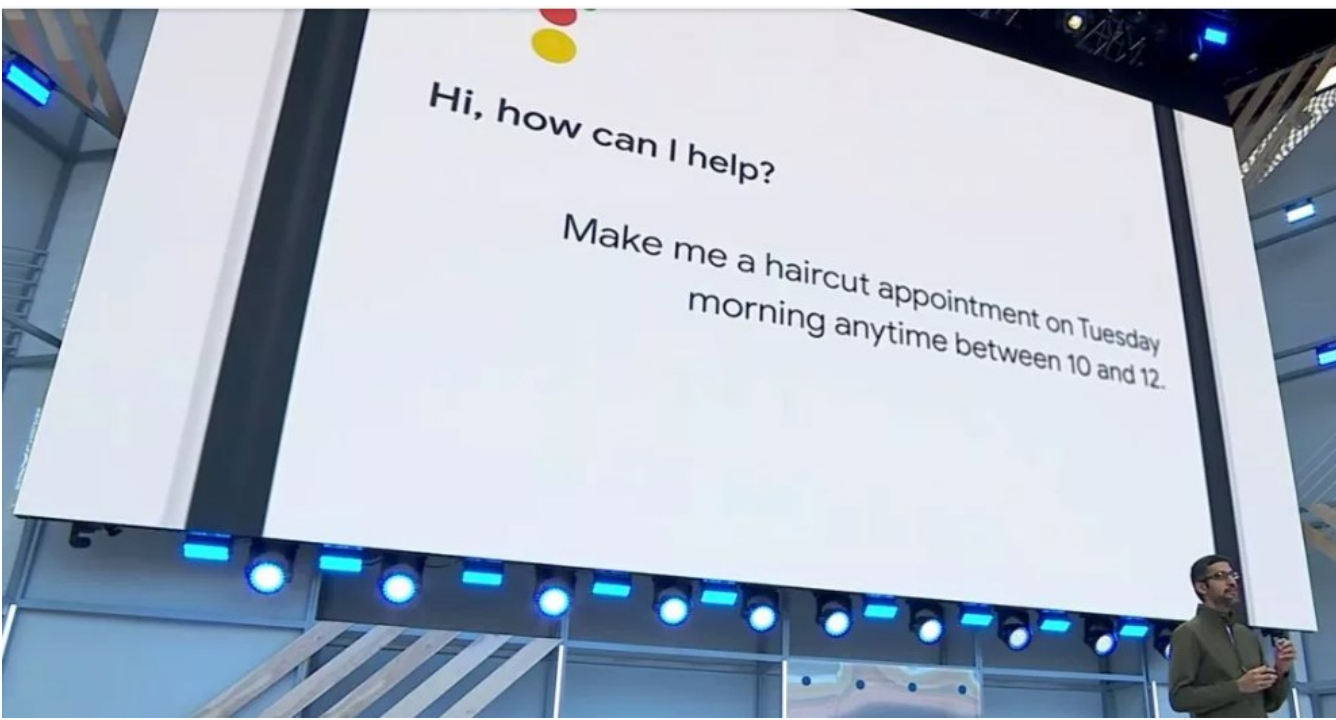 Hi, how can I help?
Make me a haircut appointment on Tuesday
morning anytime between 10 and 12.